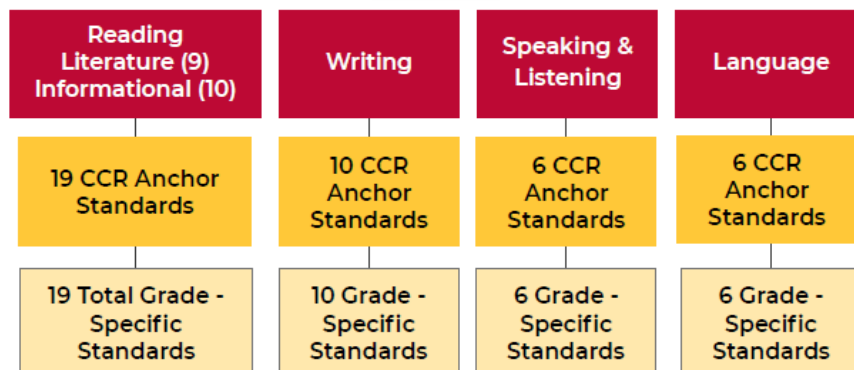 Reading
Literature (9)
Informational (10)
Writing
Speaking &
Listening
Language
19 CCR Anchor
Standards
10 CCR
Anchor
Standards
6 CCR
Anchor
Standards
6 CCR
Anchor
Standards
19 Total Grade -
Specific
Standards
10 Grade -
Specific
Standards
6 Grade -
Specific
Standards
6 Grade -
Specific
Standards